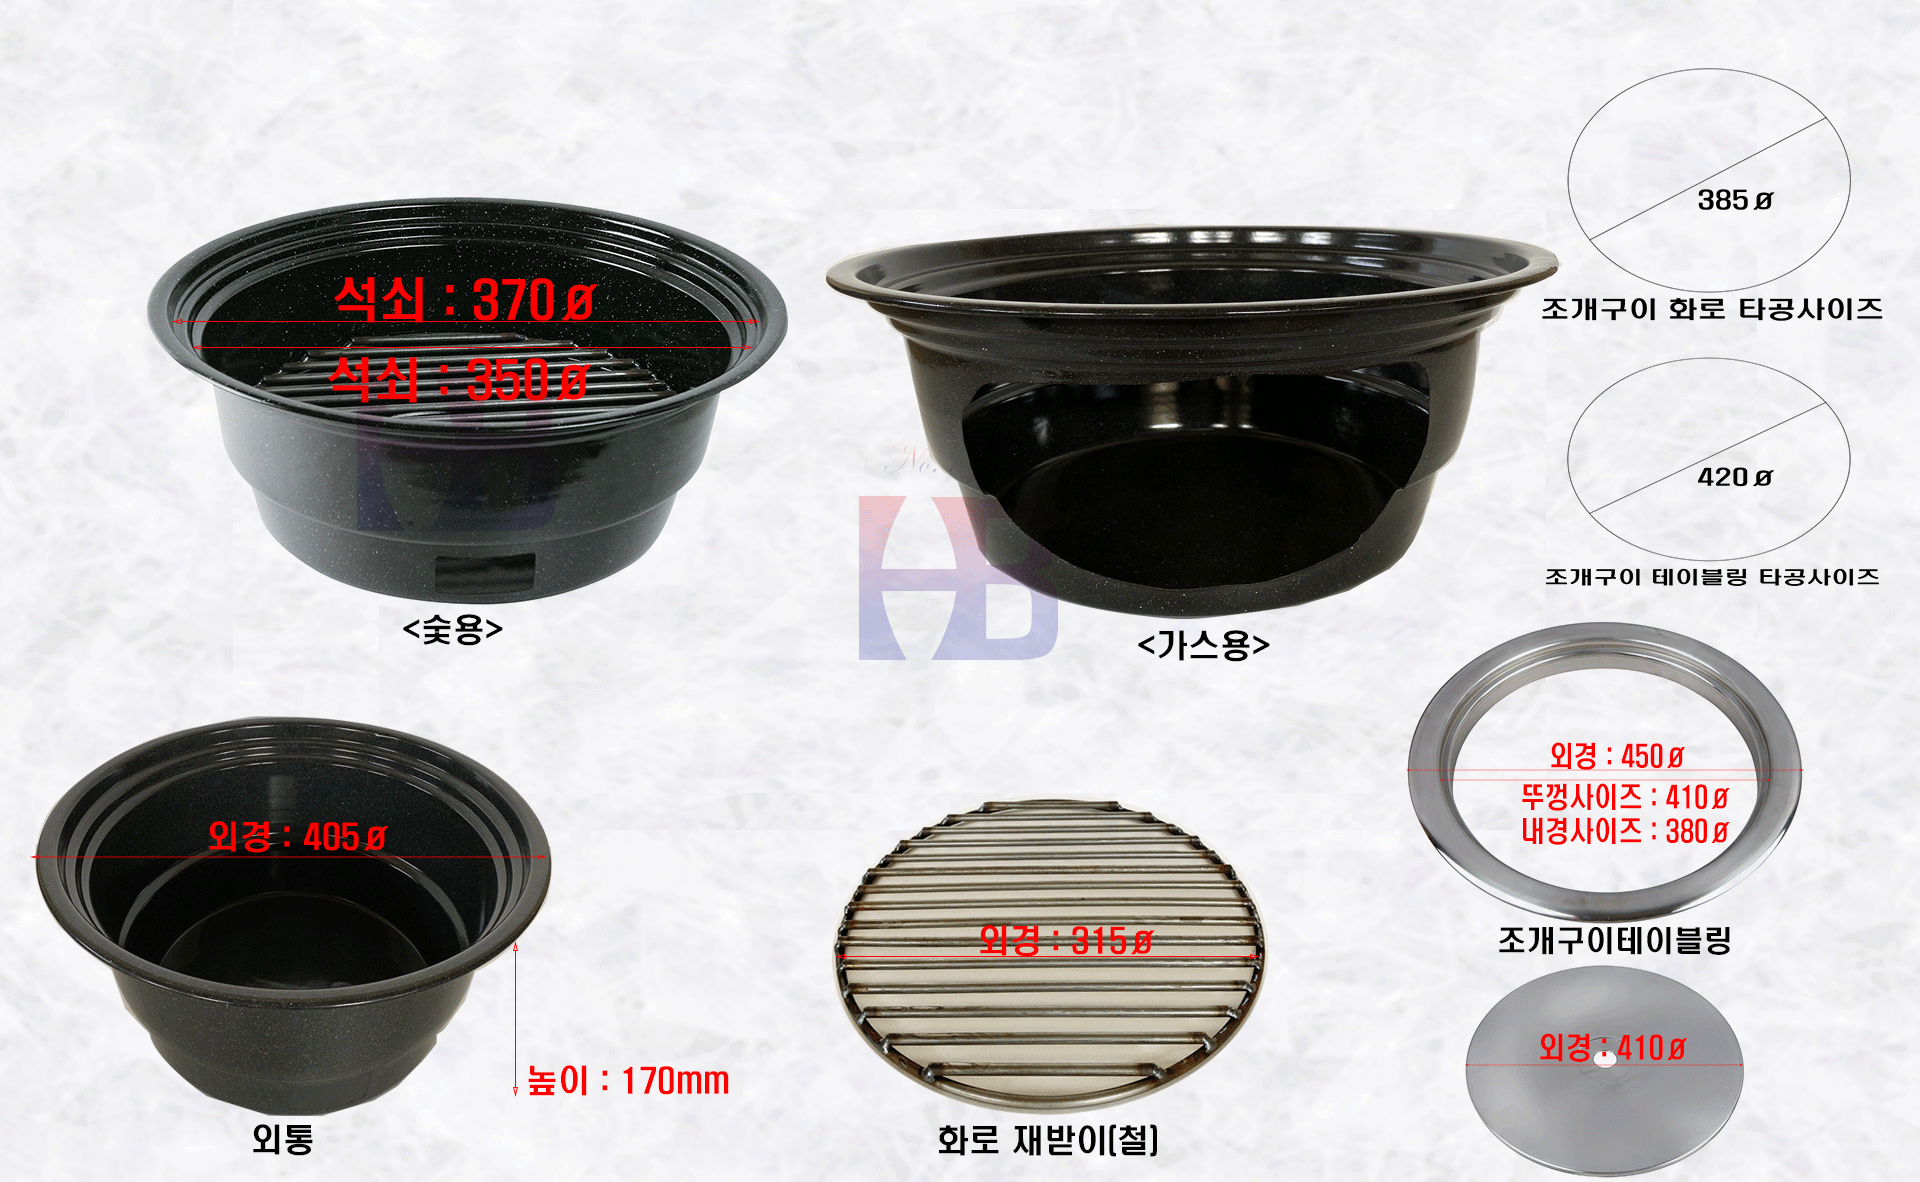 385ø
조개구이 화로 타공사이즈
석쇠 : 370ø
석쇠 : 350ø
420ø
조개구이 테이블링 타공사이즈
No.
HB
<숯용>
<가스용>
외경 : 450ø
뚜껑사이즈 : 410ø
내경사이즈 : 380ø
조개구이테이블링
외경 : 405ø
높이 : 170mm
외통
외경 : 315ø
화로 재받이(철)
외경 : 410ø